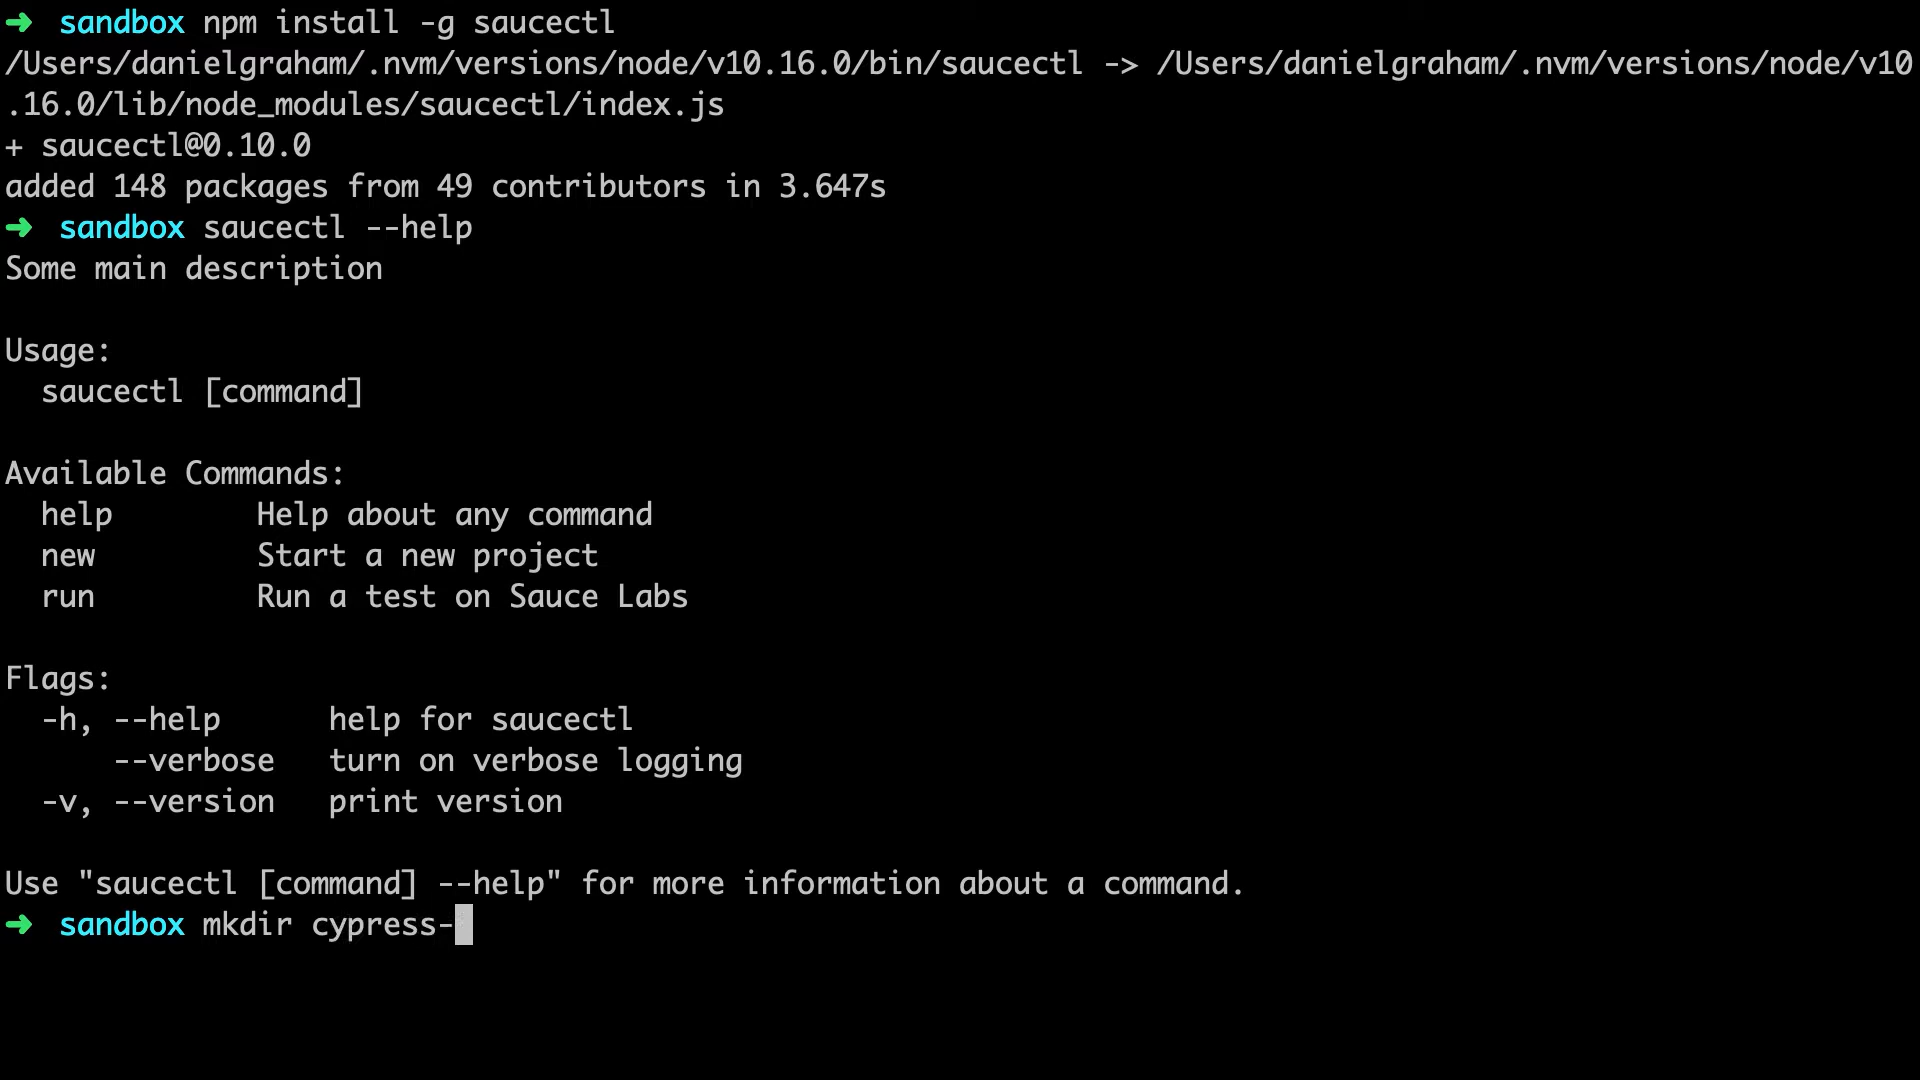 ➜ sandbox npm install -g saucectl
/Users/danielgraham/.nvm/versions/node/v10.16.0/bin/saucectl -> /Users/danielgraham/.nvm/versions/node/v10
.16.0/lib/node_modules/saucectl/index.js
+ saucectl@0.10.0
added 148 packages from 49 contributors in 3.647s
➜ sandbox saucectl --help
Some main description
Usage:
saucectl [command]
Available Commands:
help Help about any command
new Start a new project
run Run a test on Sauce Labs
Flags:
-h, --help help for saucectl
--verbose turn on verbose logging
-v, --version print version
Use "saucectl [command] --help" for more information about a command.
➜ sandbox mkdir cypress-